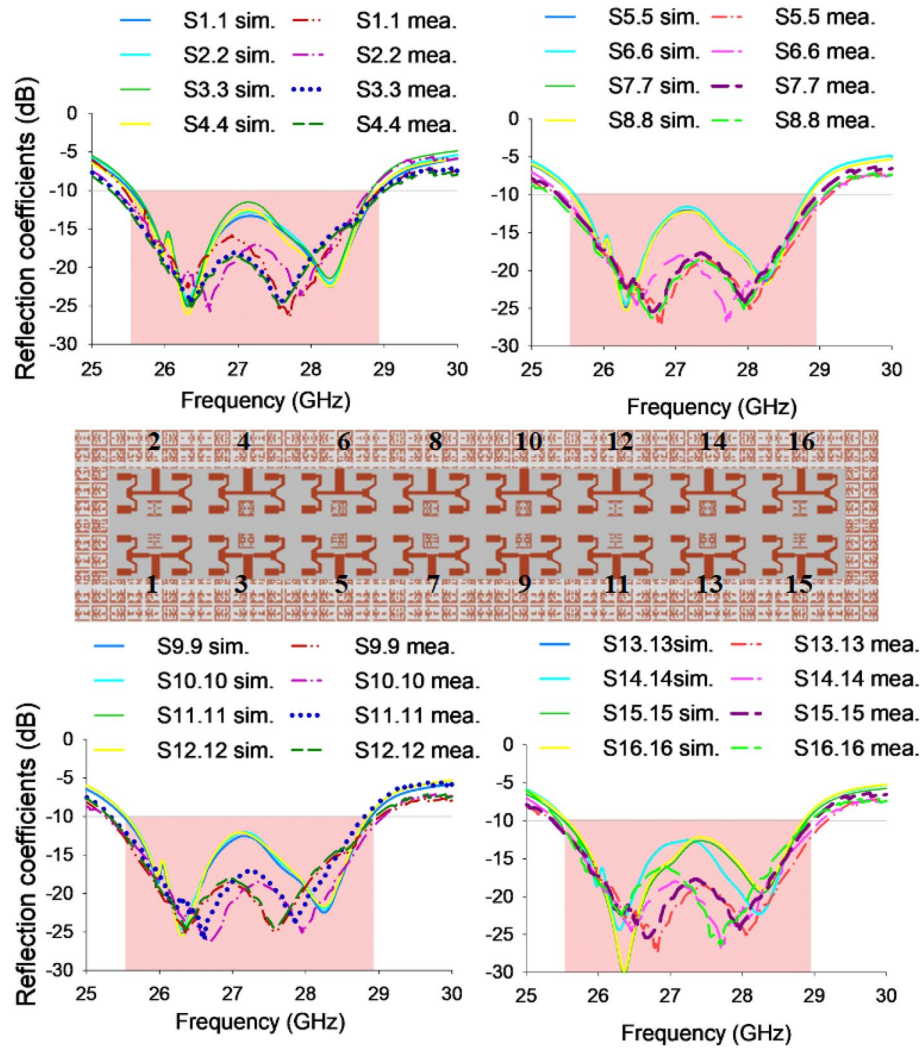 S1.1 sim. S1.1 mea.
S2.2 sim. S2.2 mea.
S3.3 sim. S3.3 mea.
S4.4 sim. S4.4 mea.
Reflection coefficients (dB)
0
-5
-10
-15
-20
-25
-30
25 26 27 28 29 30
Frequency (GHz)
S5.5 sim. S5.5 mea.
S6.6 sim. S6.6 mea.
S7.7 sim. S7.7 mea.
S8.8 sim. S8.8 mea.
0
-5
-10
-15
-20
-25
-30
25 26 27 28 29 30
Frequency (GHz)
2 4 6 8 10 12 14 16
1 3 5 7 9 11 13 15
S9.9 sim. S9.9 mea.
S10.10 sim. S10.10 mea.
S11.11 sim. S11.11 mea.
S12.12 sim. S12.12 mea.
Reflection coefficients (dB)
0
-5
-10
-15
-20
-25
-30
25 26 27 28 29 30
Frequency (GHz)
S13.13sim. S13.13 mea.
S14.14sim. S14.14 mea.
S15.15 sim. S15.15 mea.
S16.16 sim. S16.16 mea.
0
-5
-10
-15
-20
-25
-30
25 26 27 28 29 30
Frequency (GHz)